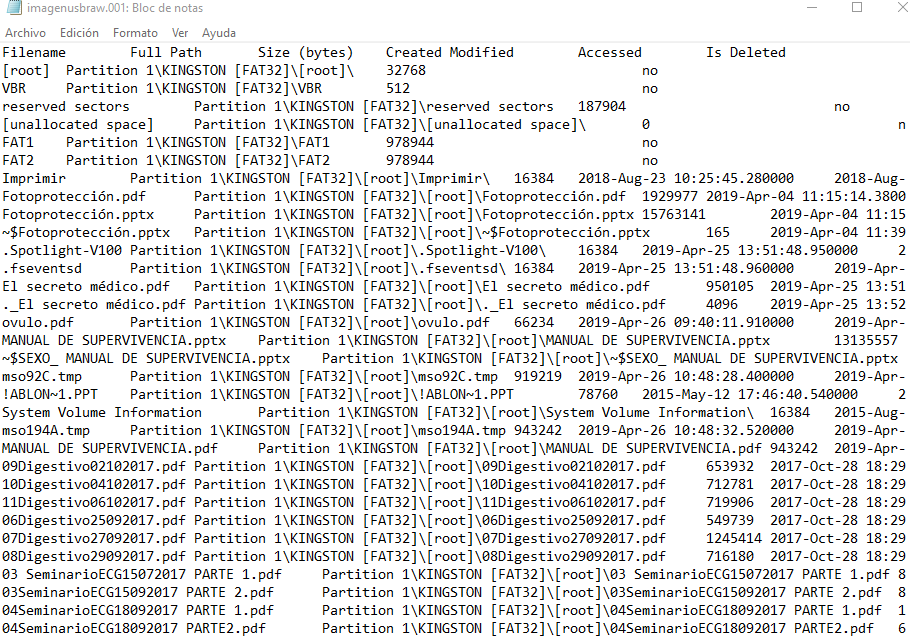 imagenusbraw.001: Bloc de notas
Archivo Edición Formato Ver Ayuda
Filename Full Path Size (bytes) Created Modified Accessed Is Deleted
[root] Partition 1\KINGSTON [FAT32]\[root]\ 32768 no
VBR Partition 1\KINGSTON [FAT32]\VBR 512 no
reserved sectors Partition 1\KINGSTON [FAT32]\reserved sectors 187904 no
[unallocated space] Partition 1\KINGSTON [FAT32]\[unallocated space]\ 0 n
FAT1 Partition 1\KINGSTON [FAT32]\FAT1 978944 no
FAT2 Partition 1\KINGSTON [FAT32]\FAT2 978944 no
Imprimir Partition 1\KINGSTON [FAT32]\[root]\Imprimir\ 16384 2018-Aug-23 10:25:45.280000 2018-Aug-
Fotoprotección.pdf Partition 1\KINGSTON [FAT32]\[root]\Fotoprotección.pdf 1929977 2019-Apr-04 11:15:14.3800
Fotoprotección.pptx Partition 1\KINGSTON [FAT32]\[root]\Fotoprotección.pptx 15763141 2019-Apr-04 11:15
~$Fotoprotección.pptx Partition 1\KINGSTON [FAT32]\[root]\~$Fotoprotección.pptx 165 2019-Apr-04 11:39
.Spotlight-V100 Partition 1\KINGSTON [FAT32]\[root]\.Spotlight-V100\ 16384 2019-Apr-25 13:51:48.950000 2
.fseventsd Partition 1\KINGSTON [FAT32]\[root]\.fseventsd\ 16384 2019-Apr-25 13:51:48.960000 2019-Apr-
El secreto médico.pdf Partition 1\KINGSTON [FAT32]\[root]\El secreto médico.pdf 950105 2019-Apr-25 13:51
._El secreto médico.pdf Partition 1\KINGSTON [FAT32]\[root]\._El secreto médico.pdf 4096 2019-Apr-25 13:52
ovulo.pdf Partition 1\KINGSTON [FAT32]\[root]\ovulo.pdf 66234 2019-Apr-26 09:40:11.910000 2019-Apr-
MANUAL DE SUPERVIVENCIA.pptx Partition 1\KINGSTON [FAT32]\[root]\MANUAL DE SUPERVIVENCIA.pptx 13135557
~$SEXO_ MANUAL DE SUPERVIVENCIA.pptx Partition 1\KINGSTON [FAT32]\[root]\~$SEXO_ MANUAL DE SUPERVIVENCIA.pptx
mso92C.tmp Partition 1\KINGSTON [FAT32]\[root]\mso92C.tmp 919219 2019-Apr-26 10:48:28.400000 2019-Apr-
!ABLON~1.PPT Partition 1\KINGSTON [FAT32]\[root]\!ABLON~1.PPT 78760 2015-May-12 17:46:40.540000 2
System Volume Information Partition 1\KINGSTON [FAT32]\[root]\System Volume Information\ 16384 2015-Aug-
mso194A.tmp Partition 1\KINGSTON [FAT32]\[root]\mso194A.tmp 943242 2019-Apr-26 10:48:32.520000 2019-Apr-
MANUAL DE SUPERVIVENCIA.pdf Partition 1\KINGSTON [FAT32]\[root]\MANUAL DE SUPERVIVENCIA.pdf 943242 2019-Apr-
09Digestivo02102017.pdf Partition 1\KINGSTON [FAT32]\[root]\09Digestivo02102017.pdf 653932 2017-Oct-28 18:29
10Digestivo04102017.pdf Partition 1\KINGSTON [FAT32]\[root]\10Digestivo04102017.pdf 712781 2017-Oct-28 18:29
11Digestivo06102017.pdf Partition 1\KINGSTON [FAT32]\[root]\11Digestivo06102017.pdf 719906 2017-Oct-28 18:29
06Digestivo25092017.pdf Partition 1\KINGSTON [FAT32]\[root]\06Digestivo25092017.pdf 549739 2017-Oct-28 18:29
07Digestivo27092017.pdf Partition 1\KINGSTON [FAT32]\[root]\07Digestivo27092017.pdf 1245414 2017-Oct-28 18:29
08Digestivo29092017.pdf Partition 1\KINGSTON [FAT32]\[root]\08Digestivo29092017.pdf 716180 2017-Oct-28 18:29
03 SeminarioECG15072017 PARTE 1.pdf Partition 1\KINGSTON [FAT32]\[root]\03 SeminarioECG15072017 PARTE 1.pdf 8
03SeminarioECG15092017 PARTE 2.pdf Partition 1\KINGSTON [FAT32]\[root]\03SeminarioECG15092017 PARTE 2.pdf 8
04SeminarioECG18092017 PARTE 1.pdf Partition 1\KINGSTON [FAT32]\[root]\04SeminarioECG18092017 PARTE 1.pdf 1
04SeminarioECG18092017 PARTE2.pdf Partition 1\KINGSTON [FAT32]\[root]\04SeminarioECG18092017 PARTE2.pdf 6